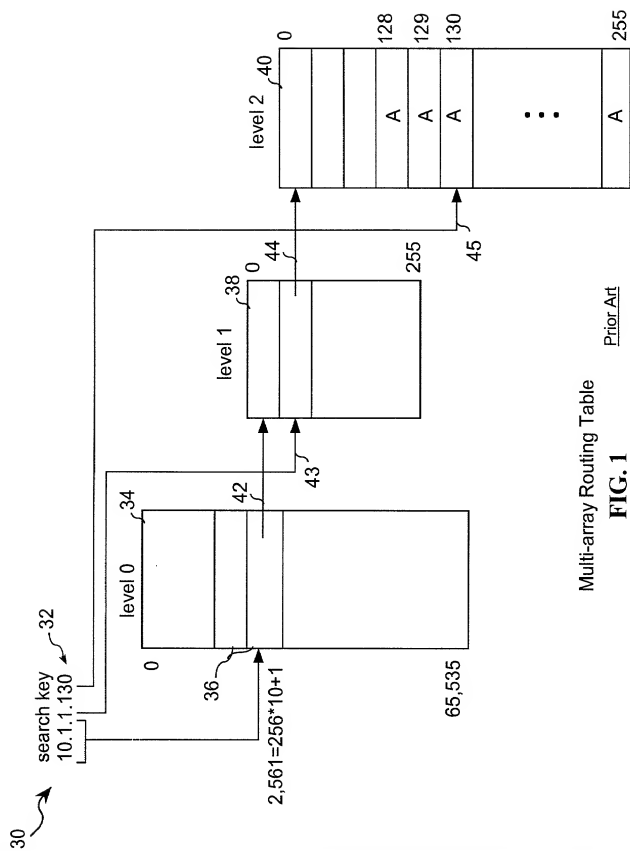 30
search key
10.1.1.130
32
2,561=256*10+1
level 0
0
34
36
65,535
42
43
level 1
38
0
255
44
45
level 2
40
0
A 128
A 129
A 130
A 255
Multi-array Routing Table
FIG. 1
Prior Art